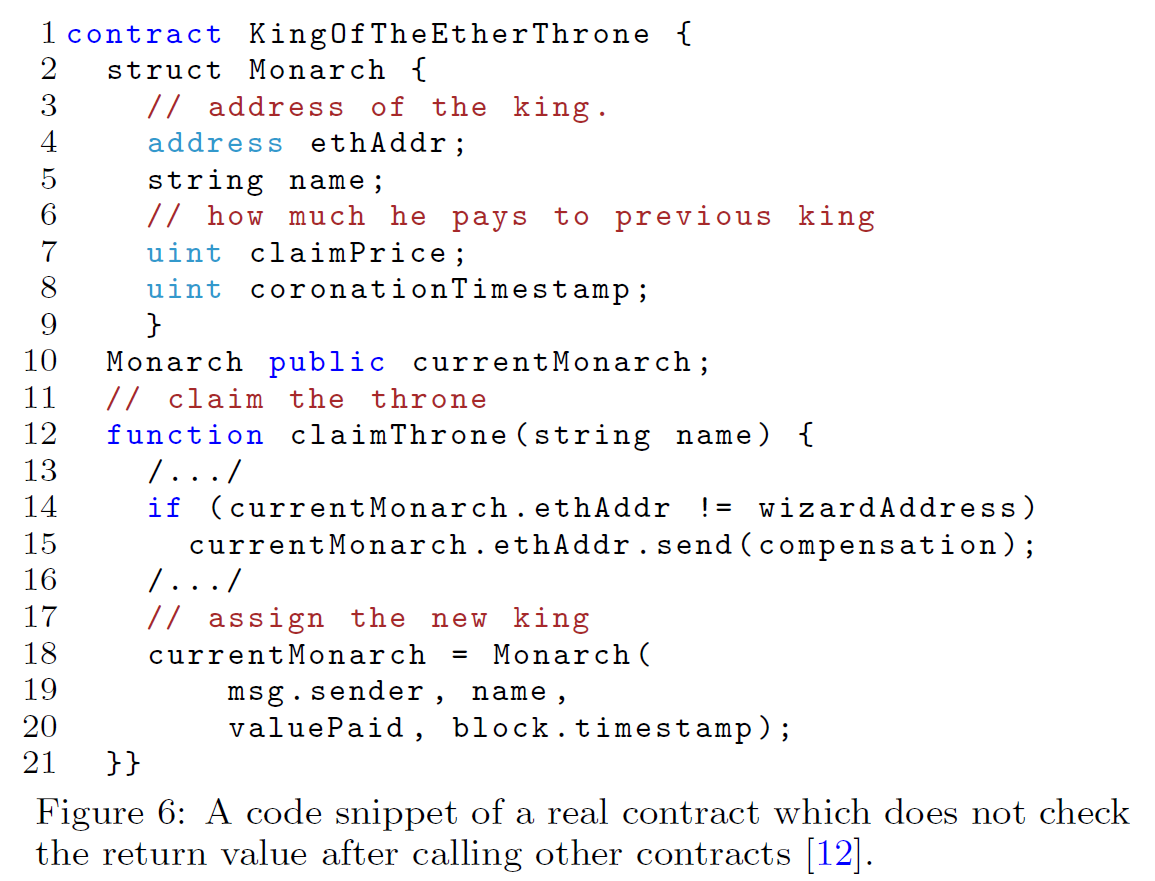 1 contract KingOfTheEtherThrone {
2 struct Monarch {
3 // address of the king.
4 address ethAddr;
5 string name;
6 // how much he pays to previous king
7 uint claimPrice;
8 uint coronationTimestamp;
9 }
10 Monarch public currentMonarch;
11 // claim the throne
12 function claimThrone(string name) {
13 /.../
14 if (currentMonarch.ethAddr != wizardAddress)
15 currentMonarch.ethAddr.send(compensation);
16 /.../
17 // assign the new king
18 currentMonarch = Monarch(
19 msg.sender, name,
20 valuePaid, block.timestamp);
21 }}
Figure 6: A code snippet of a real contract which does not check
the return value after calling other contracts [12].